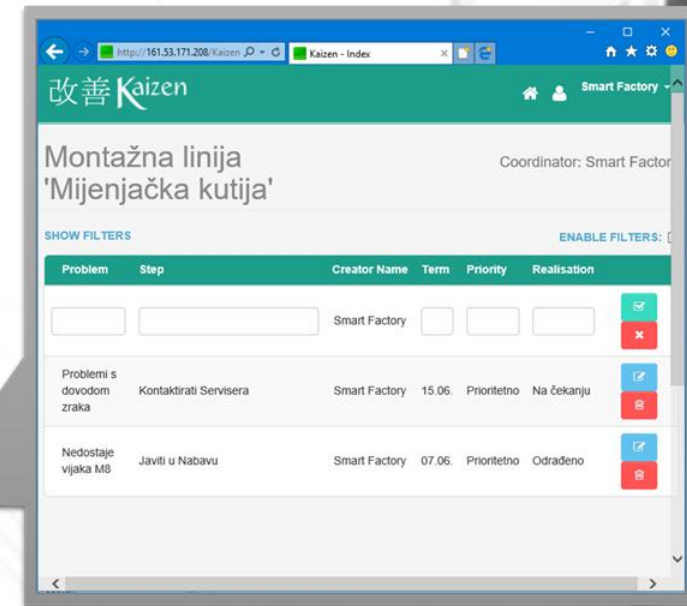 http://161.53.171.208/Kaizen
Kaizen - Index
改善 Kaizen
Smart Factory
Montažna linija
'Mijenjačka kutija'
Coordinator: Smart Factor
SHOW FILTERS
ENABLE FILTERS:
Problem Step Creator Name Term Priority Realisation
Smart Factory
Problemi s
dovodom
zraka
Kontaktirati Servisera Smart Factory 15.06. Prioritetno Na čekanju
Nedostaje
vijaka M8
Javiti u Nabavu Smart Factory 07.06. Prioritetno Odrađeno